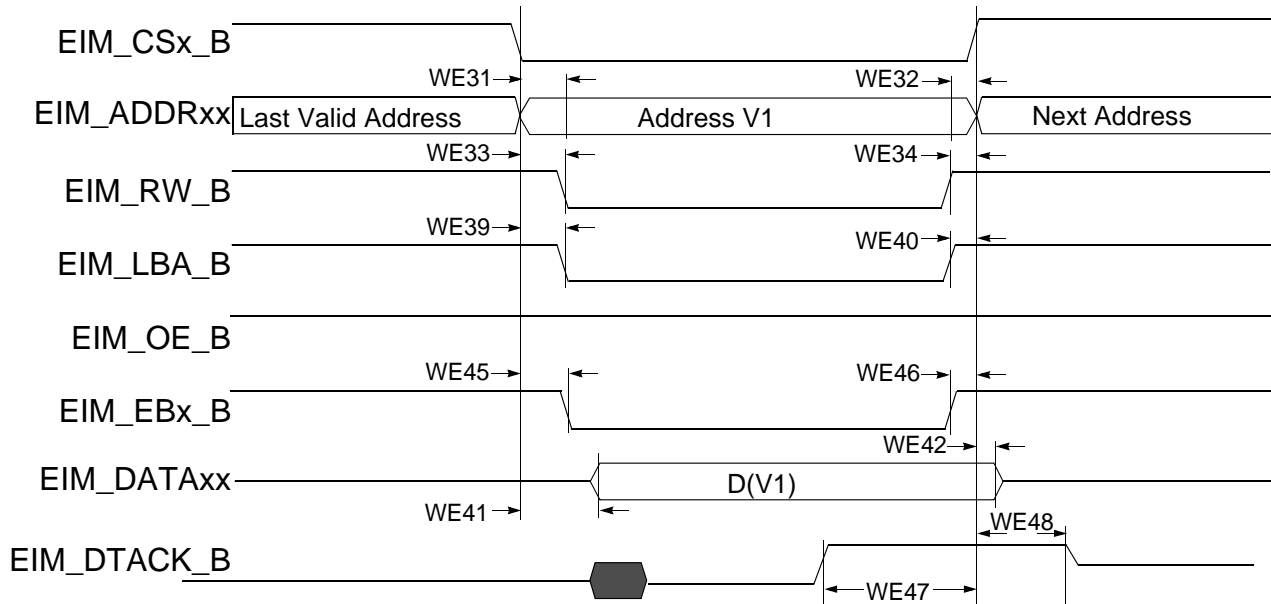 EIM_CSx_B
WE31
WE32
EIM_ADDRxx
Last Valid Address
Address V1
Next Address
WE33
WE34
EIM_RW_B
WE39
WE40
EIM_LBA_B
EIM_OE_B
WE45
WE46
EIM_EBx_B
WE42
EIM_DATAxx
D(V1)
WE41
WE48
EIM_DTACK_B
WE47